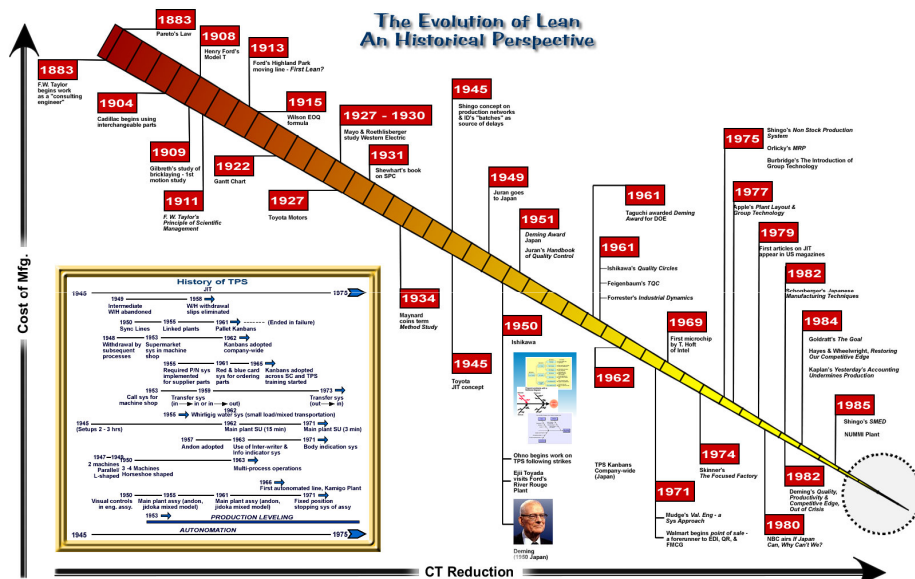 The Evolution of Lean
An Historical Perspective
Cost of Mfg.
CT Reduction
1883
Pareto's Law
1883
F.W. Taylor
begins work
as a "consulting
engineer"
1904
Cadillac begins using
interchangeable parts
1908
Henry Ford's
Model T
1909
Gilbreth's study of
bricklaying - 1st
motion study
1911
F. W. Taylor's
Principle of Scientific
Management
1913
Ford's Highland Park
moving line - First Lean?
1915
Wilson EOQ
formula
1922
Gantt Chart
1927
Toyota Motors
1927 - 1930
Mayo & Roethlisberger
study Western Electric
1931
Shewhart's book
on SPC
1934
Maynard
coins term
Method Study
1945
Shingo concept on
production networks
& ID's "batches" as
source of delays
1945
Toyota
JIT concept
1949
Juran goes
to Japan
1951
Deming Award
Japan
Juran's Handbook
of Quality Control
1950
Ishikawa
Ohno begins work on
TPS following strikes
Ejii Toyada
visits Ford's
River Rouge
Plant
Deming
(1950 Japan)
1961
Taguchi awarded Deming
Award for DOE
1961
Ishikawa's Quality Circles
Feigenbaum's TQC
Forrester's Industrial Dynamics
1962
TPS Kanbans
Company-wide
(Japan)
1969
First microchip
by T. Hoft
of Intel
1971
Mudge's Val. Eng - a
Sys Approach
Walmart begins point of sale -
a forerunner to EDI, QR, &
FMCG
1974
Skinner's
The Focused Factory
1975
Shingo's Non Stock Production
System
Orlicky's MRP
Burbridge's The Introduction of
Group Technology
1977
Apple's Plant Layout &
Group Technology
1979
First articles on JIT
appear in US magazines
1980
NBC airs If Japan
Can, Why Can't We?
1982
Schonberger's Japanese
Manufacturing Techniques
1982
Deming's Quality,
Productivity &
Competitive Edge,
Out of Crisis
1984
Goldratt's The Goal
Hayes & Wheelwright, Restoring
Our Competitive Edge
Kaplan's Yesterday's Accounting
Undermines Production
1985
Shingo's SMED
NUMMI Plant
History of TPS
JIT
1945 1975
1949 1958
Intermediate W/H withdrawal
W/H abandoned slips eliminated
1950 1955 1961 (Ended in failure)
Sync Lines Linked plants Pallet Kanbans
1948 1953 1962
Withdrawal by Supermarket Kanbans adopted
subsequent sys in machine company-wide
processes shop
1955 1961 1965
Required P/N sys Red & blue card Kanbans adopted
implemented sys for ordering across SC and TPS
for supplier parts parts training started
1953 1959 1973
Call sys for Transfer sys Transfer sys
machine shop (in in or in out) (out in)
1962
1955 Whirligig water sys (small load/mixed transportation)
1945 1962 1971
(Setups 2 - 3 hrs) Main plant SU (15 min) Main plant SU (3 min)
1957 1963 1971
Andon adopted Use of Inter-writer & Body indication sys
Info indicator sys
1947 1948 1950 1963
2 machines 3 -4 Machines Multi-process operations
Parallel Horseshoe shaped
L-shaped
1966
First autonomated line, Kamigo Plant
1950 1955 1961 1971
Visual controls Main plant assy (andon, Main plant assy (andon, Fixed position
in eng. assy. jidoka mixed model) jidoka mixed model) stopping sys of assy
1953
PRODUCTION LEVELING
AUTONOMATION
1945 1975